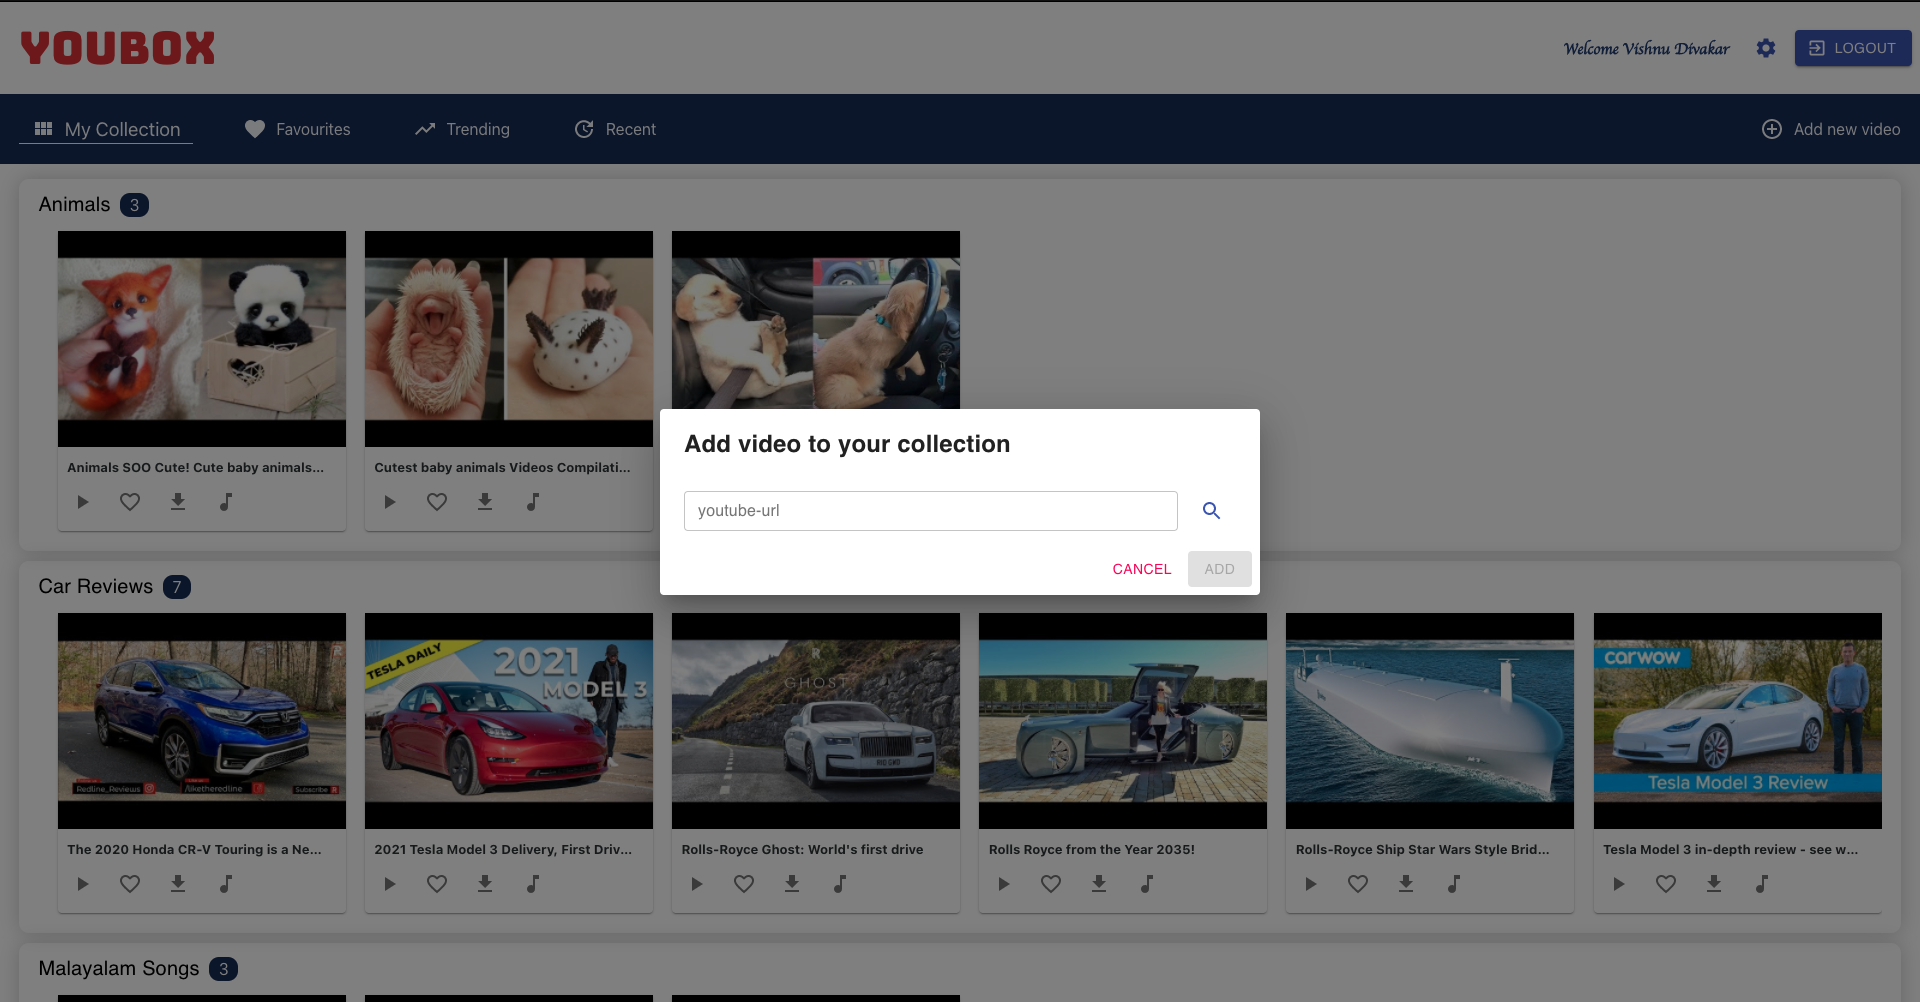 YOUBOX
Welcome Vishnu Divakar
LOGOUT
My Collection
Favourites
Trending
Recent
Add new video
Animals 3
Animals SOO Cute! Cute baby animals...
Cutest baby animals Videos Compilati...
Add video to your collection
youtube-url
CANCEL
ADD
Car Reviews 7
Redline_Reviews
/liketheredline
Subscribe
TESLA DAILY
2021
MODEL 3
GHOST
carwow
Tesla Model 3 Review
The 2020 Honda CR-V Touring is a Ne...
2021 Tesla Model 3 Delivery, First Driv...
Rolls-Royce Ghost: World's first drive
Rolls Royce from the Year 2035!
Rolls-Royce Ship Star Wars Style Brid...
Tesla Model 3 in-depth review - see w...
Malayalam Songs 3